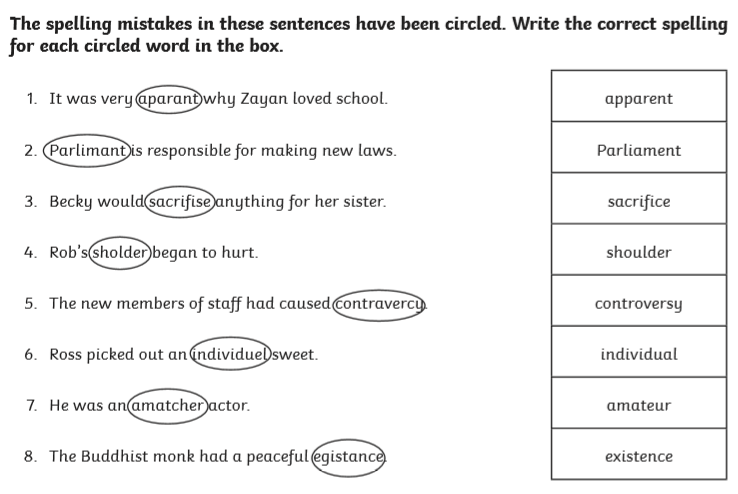 The spelling mistakes in these sentences have been circled. Write the correct spelling
for each circled word in the box.
1. It was very aparant why Zayan loved school. apparent
2. Parlimant is responsible for making new laws. Parliament
3. Becky would sacrifise anything for her sister. sacrifice
4. Rob's sholder began to hurt. shoulder
5. The new members of staff had caused contravercy. controversy
6. Ross picked out an individuel sweet. individual
7. He was an amatcher actor. amateur
8. The Buddhist monk had a peaceful egistance. existence